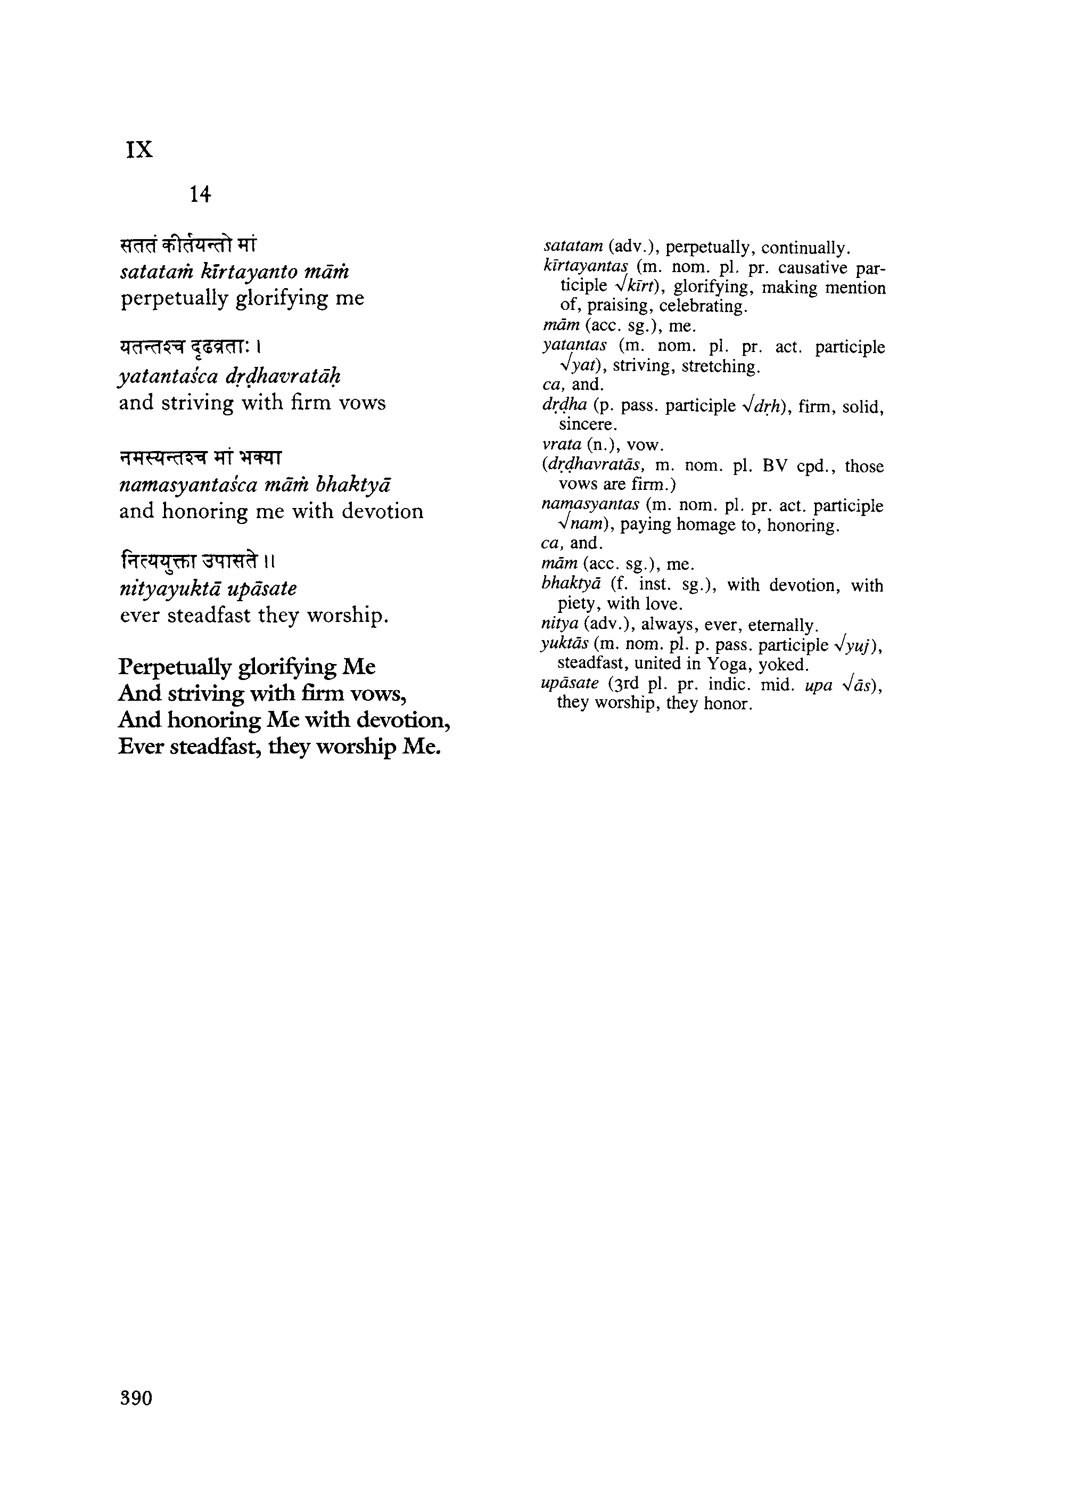 IX
14
सततं कीर्तयन्तो मां
satataṁ kīrtayanto māṁ
perpetually glorifying me
यतन्तश्च दृढव्रताः ।
yatantaśca dṛḍhavratāḥ
and striving with firm vows
नमस्यन्तश्च मां भक्या
namasyantaśca māṁ bhaktyā
and honoring me with devotion
नित्ययुक्ता उपासते ॥
nityayuktā upāsate
ever steadfast they worship.
Perpetually glorifying Me
And striving with firm vows,
And honoring Me with devotion,
Ever steadfast, they worship Me.
satatam (adv.), perpetually, continually.
kīrtayantas (m. nom. pl. pr. causative par-
ticiple √kīrt), glorifying, making mention
of, praising, celebrating.
mām (acc. sg.), me.
yatantas (m. nom. pl. pr. act. participle
√yat), striving, stretching.
ca, and.
dṛḍha (p. pass. participle √dṛh), firm, solid,
sincere.
vrata (n.), vow.
(dṛḍhavratās, m. nom. pl. BV cpd., those
vows are firm.)
namasyantas (m. nom. pl. pr. act. participle
√nam), paying homage to, honoring.
ca, and.
mām (acc. sg.), me.
bhaktyā (f. inst. sg.), with devotion, with
piety, with love.
nitya (adv.), always, ever, eternally.
yuktās (m. nom. pl. p. pass. participle √yuj),
steadfast, united in Yoga, yoked.
upāsate (3rd pl. pr. indic. mid. upa √ās),
they worship, they honor.
390